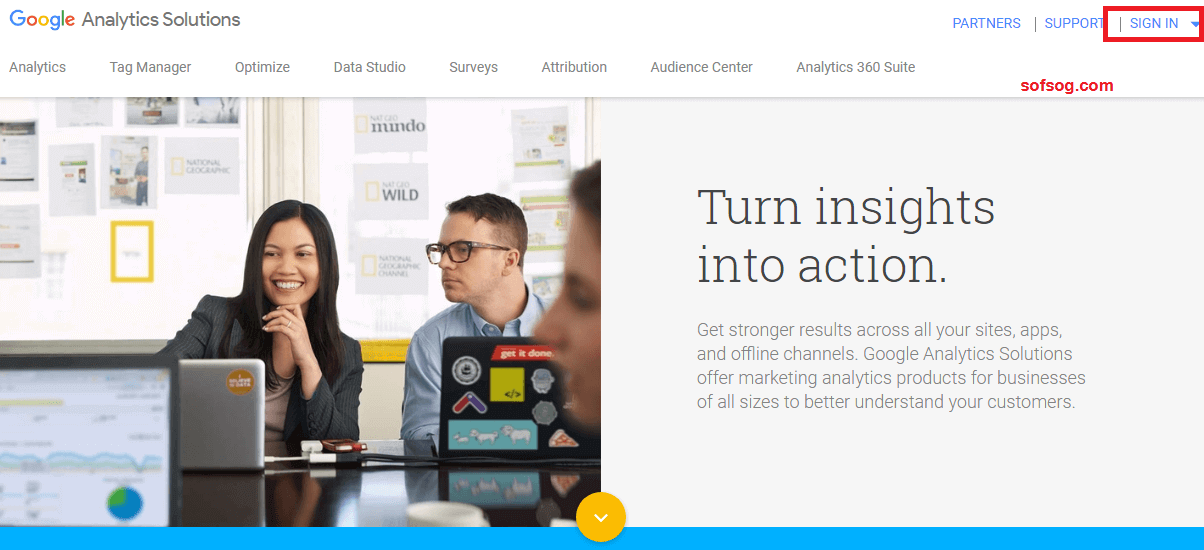 Google Analytics Solutions
PARTNERS | SUPPORT | SIGN IN
Analytics Tag Manager Optimize Data Studio Surveys Attribution Audience Center Analytics 360 Suite
sofsog.com
NAT GEO
mundo
NATIONAL
GEOGRAPHIC
NAT GEO
WILD
NATIONAL
GEOGRAPHIC
CHANNEL
get it done.
</>
Turn insights
into action.
Get stronger results across all your sites, apps,
and offline channels. Google Analytics Solutions
offer marketing analytics products for businesses
of all sizes to better understand your customers.